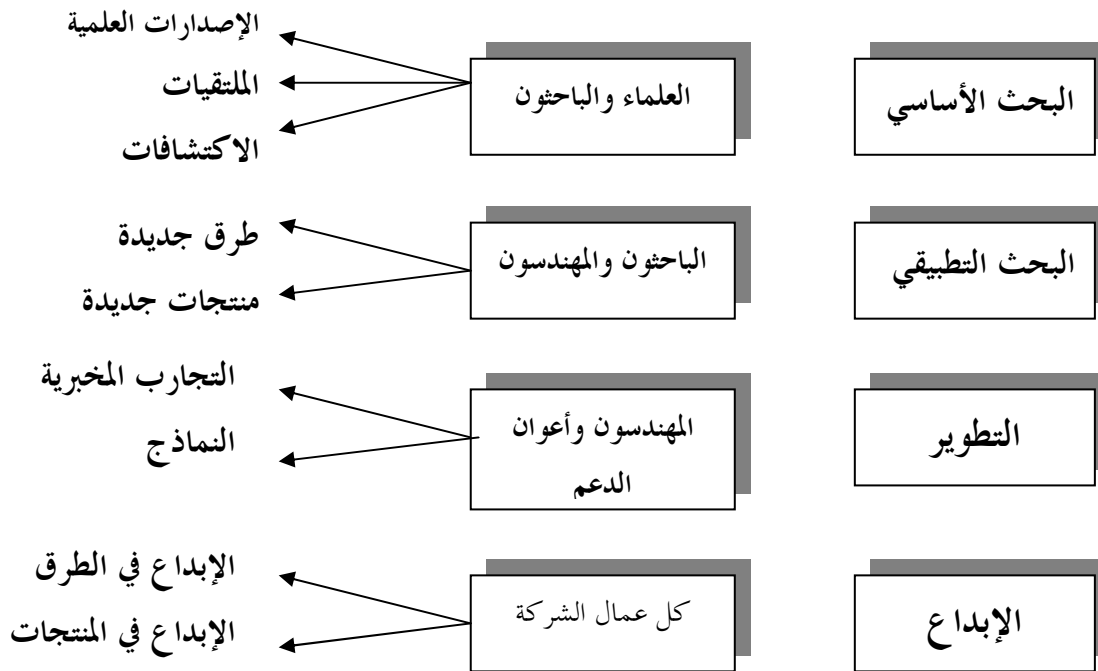 البحث الأساسي
العلماء والباحثون
الإصدارات العلمية
الملتقيات
الاكتشافات
البحث التطبيقي
الباحثون والمهندسون
طرق جديدة
منتجات جديدة
التطوير
المهندسون وأعوان
الدعم
التجارب المخبرية
النماذج
الإبداع
كل عمال الشركة
الإبداع في الطرق
الإبداع في المنتجات